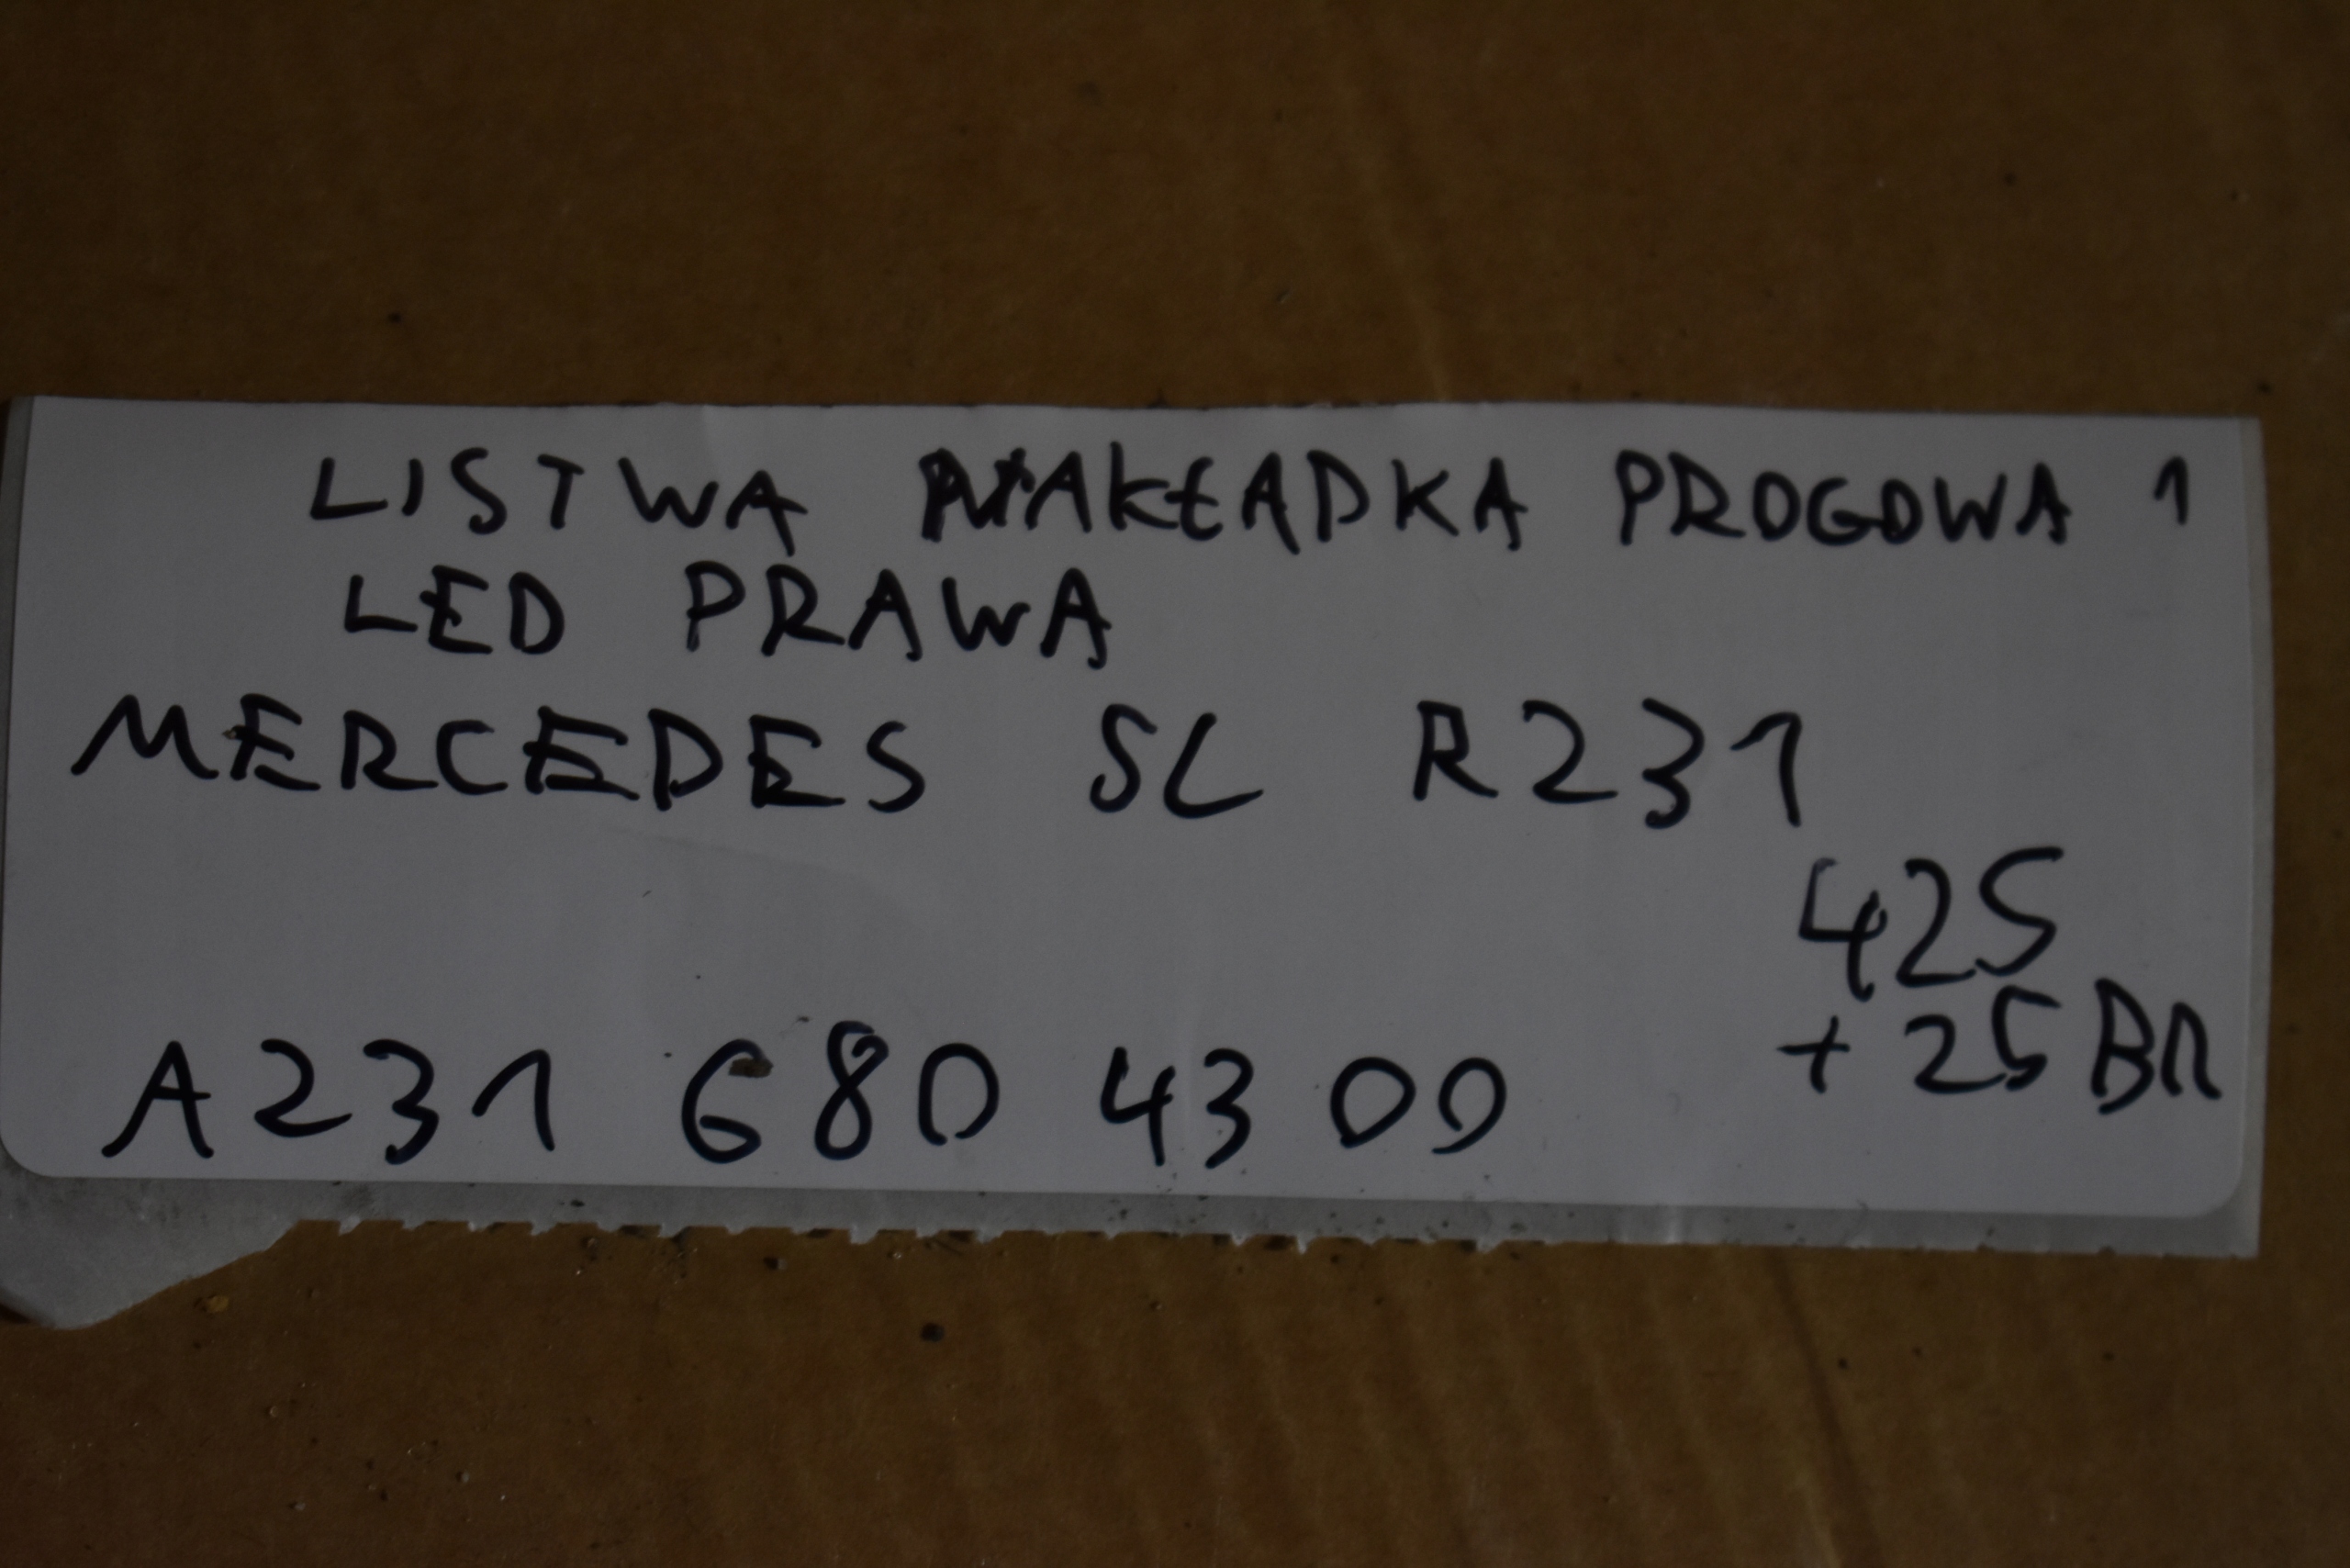 LISTWA NAKŁADKA PROGOWA 1
LED PRAWA
MERCEDES SL R231
425
+ 25 BR
A231 680 43 00